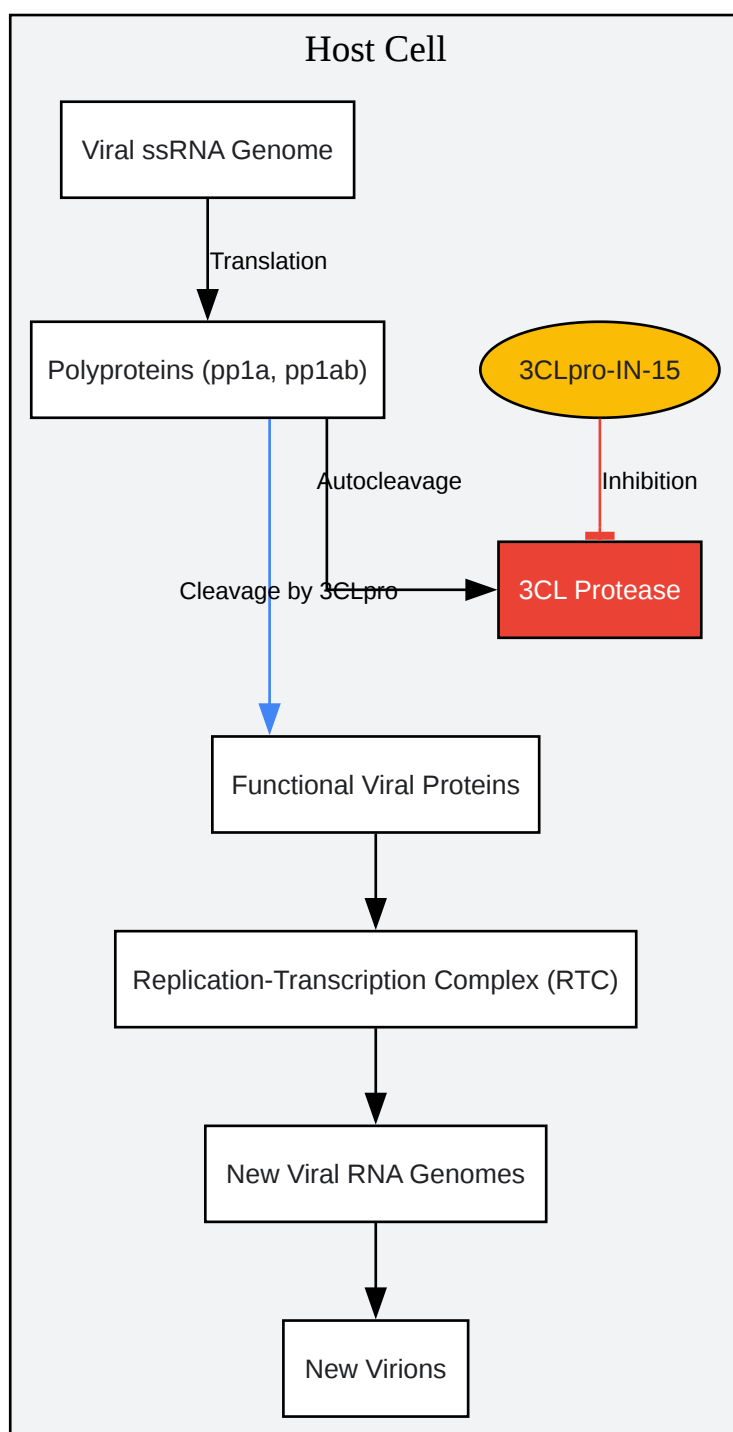 Host Cell
Viral ssRNA Genome
Translation
Polyproteins (pp1a, pp1ab)
3CLpro-IN-15
Autocleavage
Inhibition
Cleavage by 3CLpro
3CL Protease
Functional Viral Proteins
Replication-Transcription Complex (RTC)
New Viral RNA Genomes
New Virions